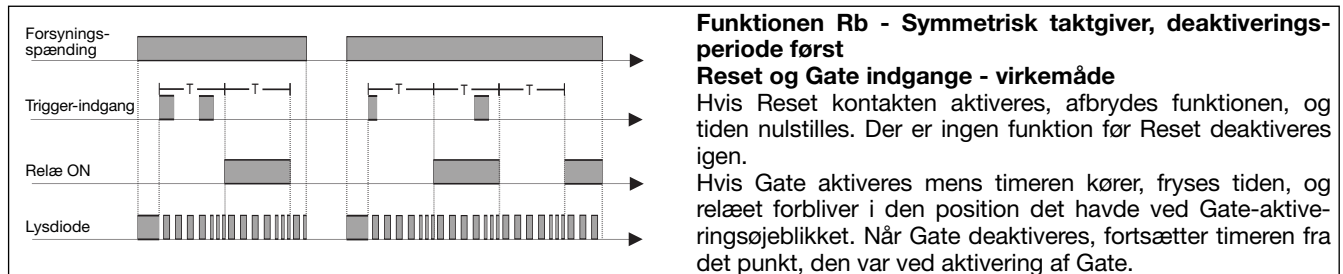 Forsynings-
spænding
T T T T T
Trigger-indgang
Relæ ON
Lysdiode
Funktionen Rb - Symmetrisk taktgiver, deaktiverings-
periode først
Reset og Gate indgange - virkemåde
Hvis Reset kontakten aktiveres, afbrydes funktionen, og
tiden nulstilles. Der er ingen funktion før Reset deaktiveres
igen.
Hvis Gate aktiveres mens timeren kører, fryses tiden, og
relæet forbliver i den position det havde ved Gate-aktive-
ringsøjeblikket. Når Gate deaktiveres, fortsætter timeren fra
det punkt, den var ved aktivering af Gate.